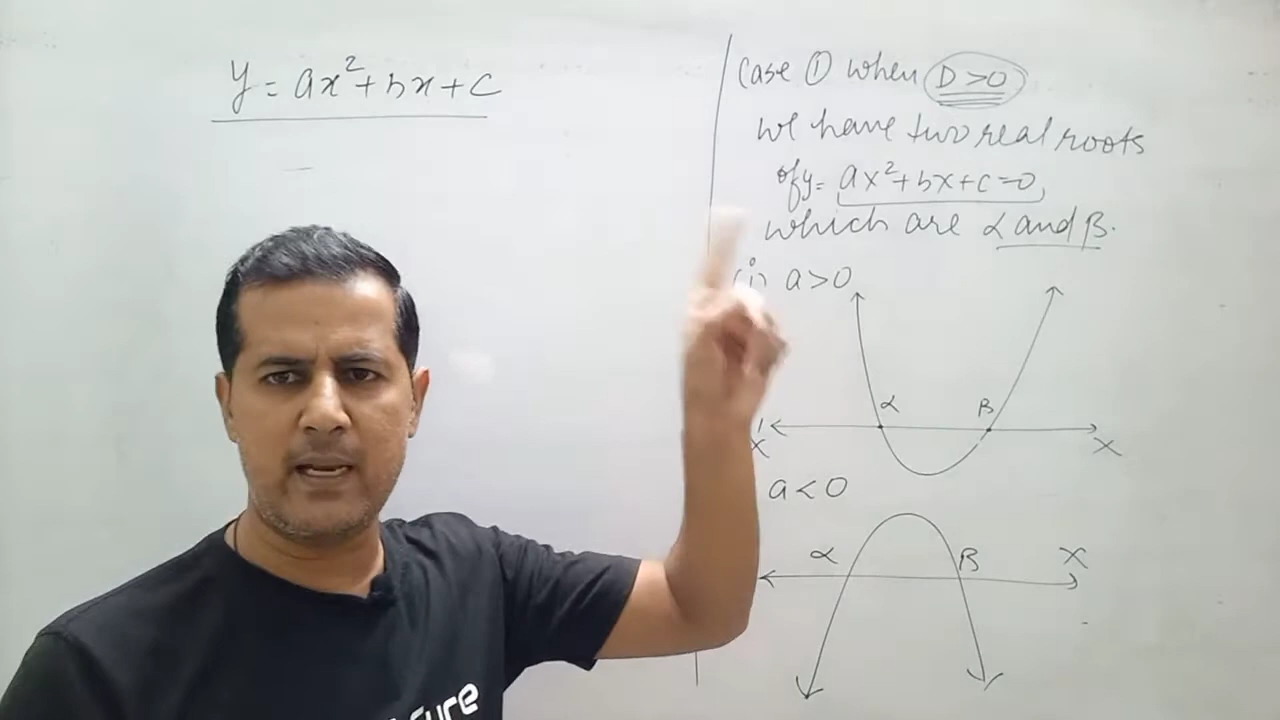 y = ax²+bx+c
Case ① when D>0
we have two real roots
of y= ax²+bx+c=0,
which are α and β.
(i) a>0
α β
X' X
a<0
α β X